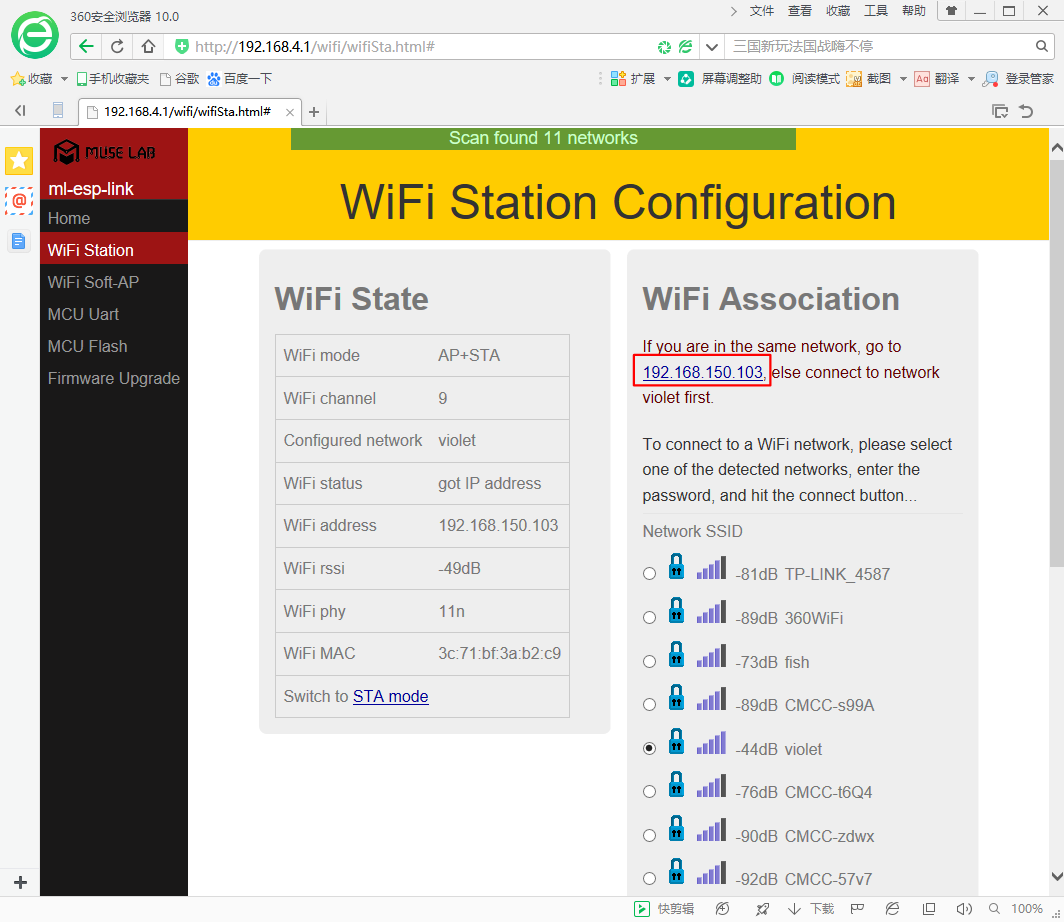 360安全浏览器 10.0
文件 查看 收藏 工具 帮助
http://192.168.4.1/wifi/wifiSta.html#
三国新玩法国战嗨不停
收藏 手机收藏夹 谷歌 百度一下
扩展 屏幕调整助 阅读模式 截图 Aa 翻译 登录管家
192.168.4.1/wifi/wifiSta.html#
MUSE LAB
ml-esp-link
Home
WiFi Station
WiFi Soft-AP
MCU Uart
MCU Flash
Firmware Upgrade
Scan found 11 networks
WiFi Station Configuration
WiFi State
WiFi mode AP+STA
WiFi channel 9
Configured network violet
WiFi status got IP address
WiFi address 192.168.150.103
WiFi rssi -49dB
WiFi phy 11n
WiFi MAC 3c:71:bf:3a:b2:c9
Switch to STA mode
WiFi Association
If you are in the same network, go to
192.168.150.103, else connect to network
violet first.
To connect to a WiFi network, please select
one of the detected networks, enter the
password, and hit the connect button...
Network SSID
-81dB TP-LINK_4587
-89dB 360WiFi
-73dB fish
-89dB CMCC-s99A
-44dB violet
-76dB CMCC-t6Q4
-90dB CMCC-zdwx
-92dB CMCC-57v7
快剪辑 下载 100%